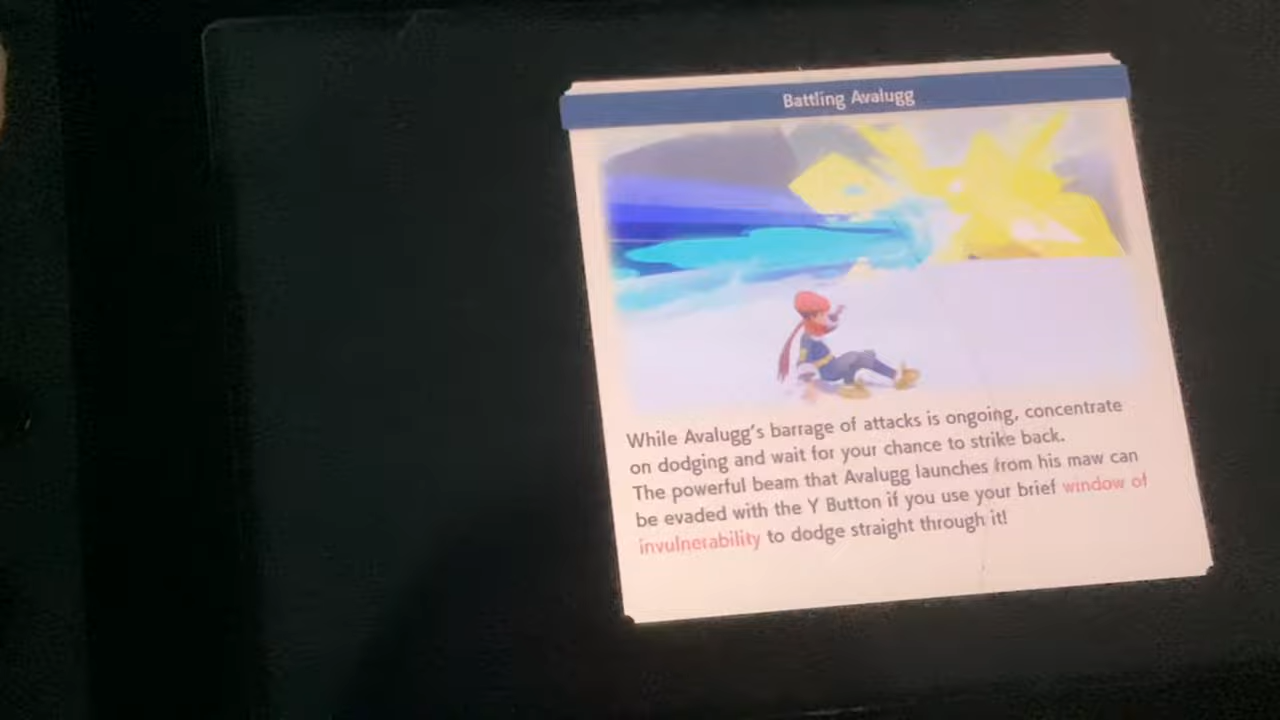 Battling Avalugg
While Avalugg's barrage of attacks is ongoing, concentrate
on dodging and wait for your chance to strike back.
The powerful beam that Avalugg launches from his maw can
be evaded with the Y Button if you use your brief window of
invulnerability to dodge straight through it!